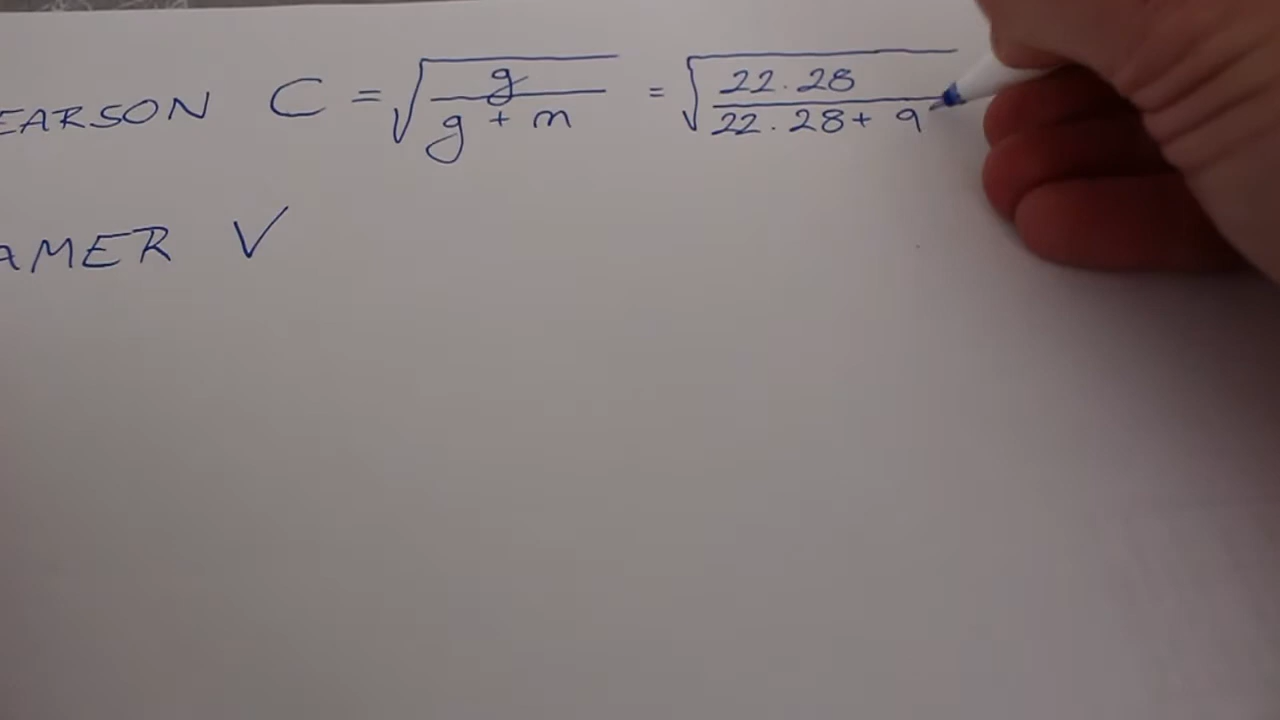 EARSON C = √(g / (g + n)) = √(22.28 / (22.28 + 9
AMER V